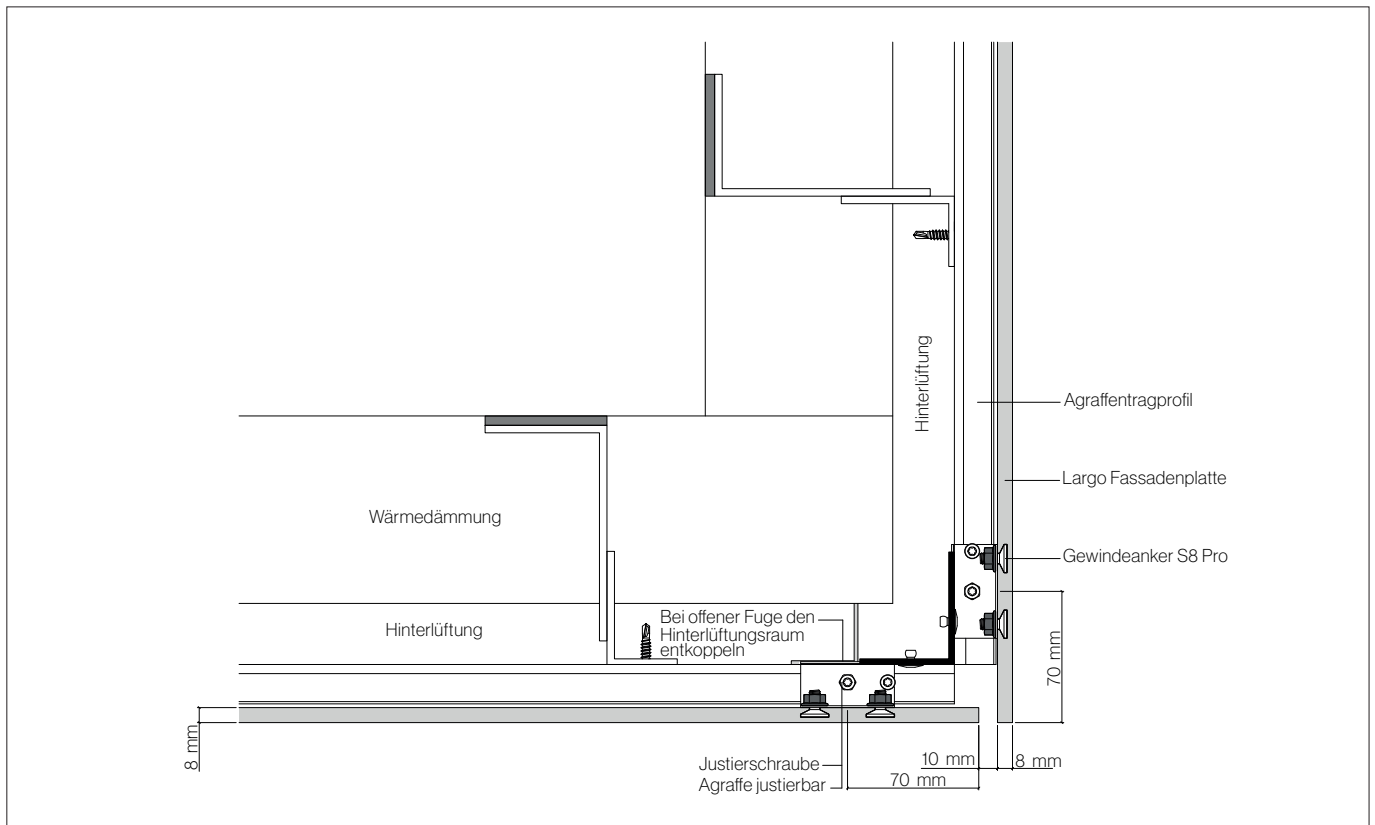 Hinterlüftung
Agraffentragprofil
Largo Fassadenplatte
Wärmedämmung
Gewindeanker S8 Pro
Hinterlüftung
Bei offener Fuge den
Hinterlüftungsraum
entkoppeln
70 mm
8 mm
Justierschraube
Agraffe justierbar
70 mm
10 mm
8 mm